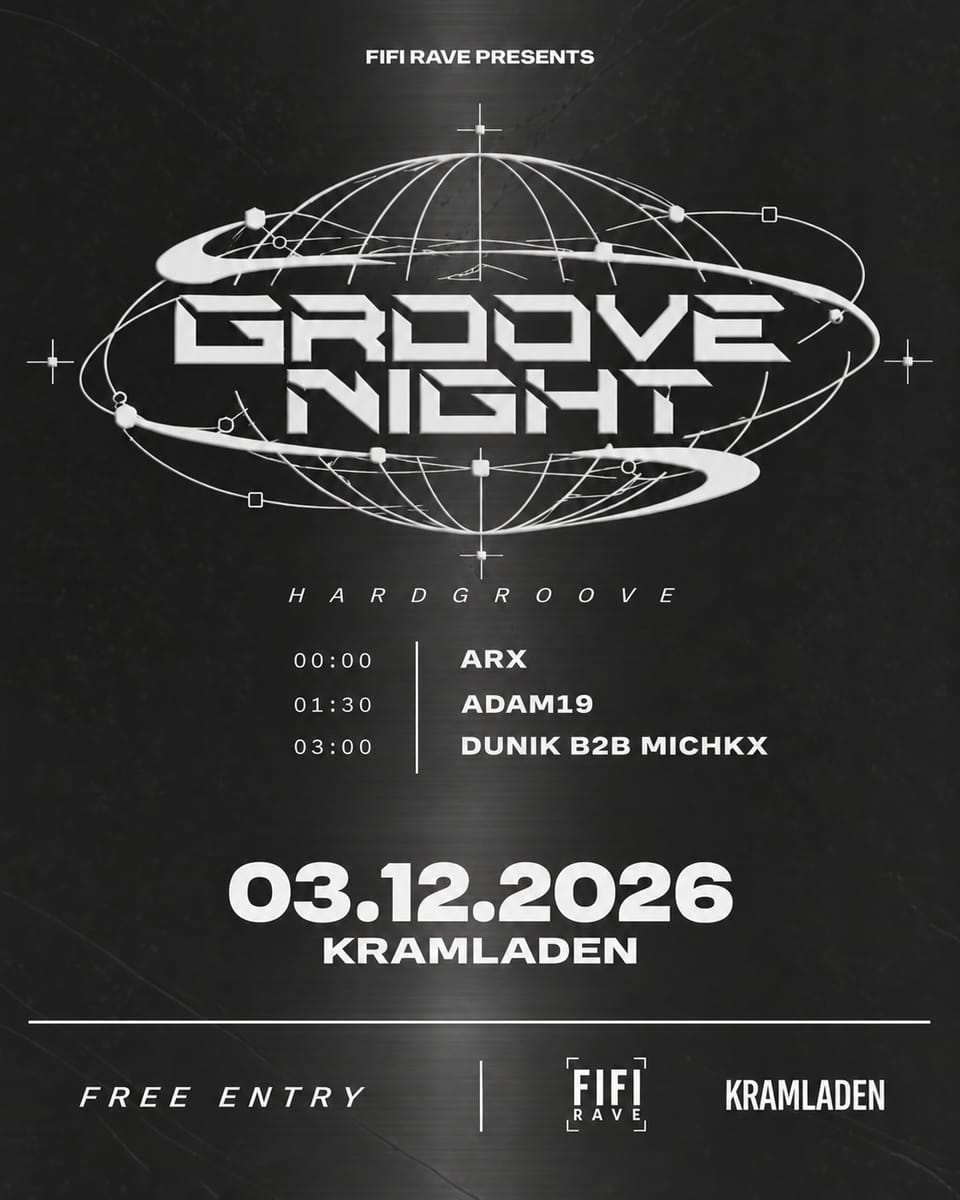 FIFI RAVE PRESENTS
GROOVE
NIGHT
HARDGROOVE
00:00 ARX
01:30 ADAM19
03:00 DUNIK B2B MICHKX
03.12.2026
KRAMLADEN
FREE ENTRY
FIFI
RAVE
KRAMLADEN